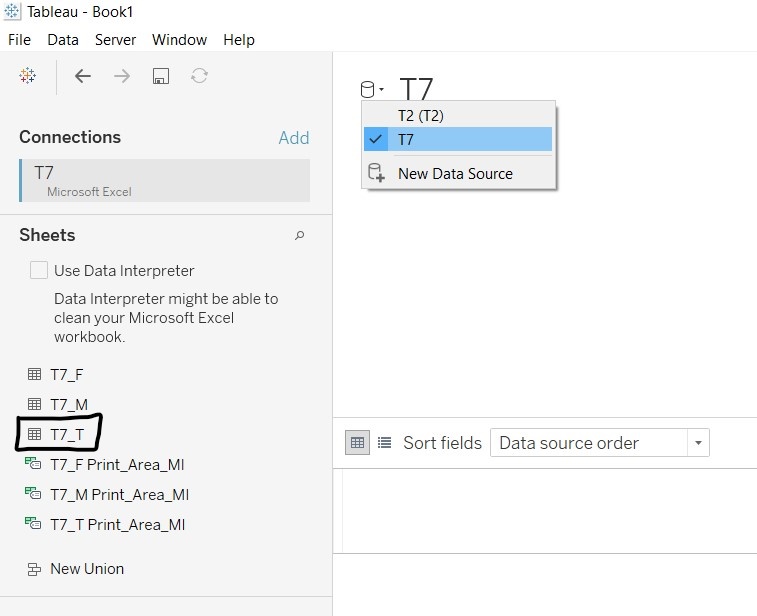 Tableau - Book1
File Data Server Window Help
T7
T2 (T2)
T7
New Data Source
Connections Add
T7
Microsoft Excel
Sheets
Use Data Interpreter
Data Interpreter might be able to
clean your Microsoft Excel
workbook.
T7_F
T7_M
T7_T
T7_F Print_Area_MI
T7_M Print_Area_MI
T7_T Print_Area_MI
New Union
Sort fields Data source order